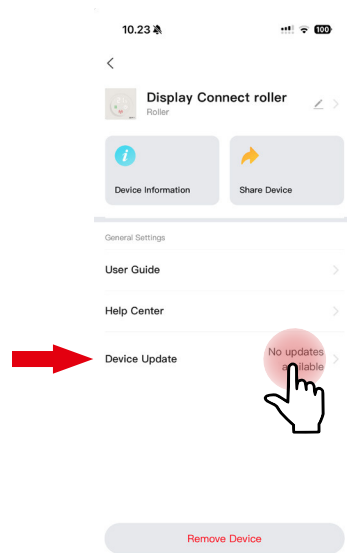 10.23
100
Display Connect roller
Roller
Device Information
Share Device
General Settings
User Guide
Help Center
Device Update
No updates
available
Remove Device